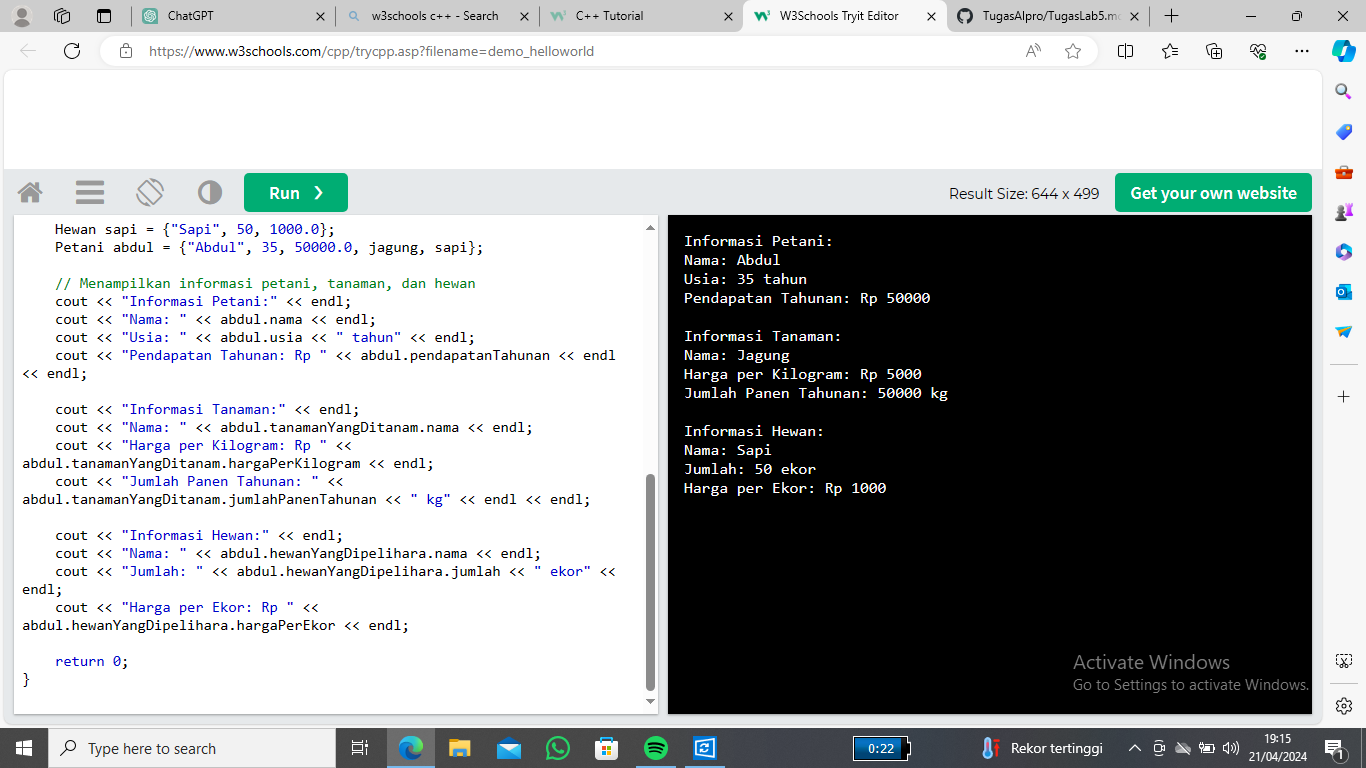 ChatGPT
w3schools c++ - Search
C++ Tutorial
W3Schools Tryit Editor
TugasAlpro/TugasLab5.mc
https://www.w3schools.com/cpp/trycpp.asp?filename=demo_helloworld
Run ❯
Result Size: 644 x 499
Get your own website
Hewan sapi = {"Sapi", 50, 1000.0};
Petani abdul = {"Abdul", 35, 50000.0, jagung, sapi};
// Menampilkan informasi petani, tanaman, dan hewan
cout << "Informasi Petani:" << endl;
cout << "Nama: " << abdul.nama << endl;
cout << "Usia: " << abdul.usia << " tahun" << endl;
cout << "Pendapatan Tahunan: Rp " << abdul.pendapatanTahunan << endl
<< endl;
cout << "Informasi Tanaman:" << endl;
cout << "Nama: " << abdul.tanamanYangDitanam.nama << endl;
cout << "Harga per Kilogram: Rp " <<
abdul.tanamanYangDitanam.hargaPerKilogram << endl;
cout << "Jumlah Panen Tahunan: " <<
abdul.tanamanYangDitanam.jumlahPanenTahunan << " kg" << endl << endl;
cout << "Informasi Hewan:" << endl;
cout << "Nama: " << abdul.hewanYangDipelihara.nama << endl;
cout << "Jumlah: " << abdul.hewanYangDipelihara.jumlah << " ekor" <<
endl;
cout << "Harga per Ekor: Rp " <<
abdul.hewanYangDipelihara.hargaPerEkor << endl;
return 0;
}
Informasi Petani:
Nama: Abdul
Usia: 35 tahun
Pendapatan Tahunan: Rp 50000
Informasi Tanaman:
Nama: Jagung
Harga per Kilogram: Rp 5000
Jumlah Panen Tahunan: 50000 kg
Informasi Hewan:
Nama: Sapi
Jumlah: 50 ekor
Harga per Ekor: Rp 1000
Activate Windows
Go to Settings to activate Windows.
Type here to search
0:22
Rekor tertinggi
19:15
21/04/2024
1